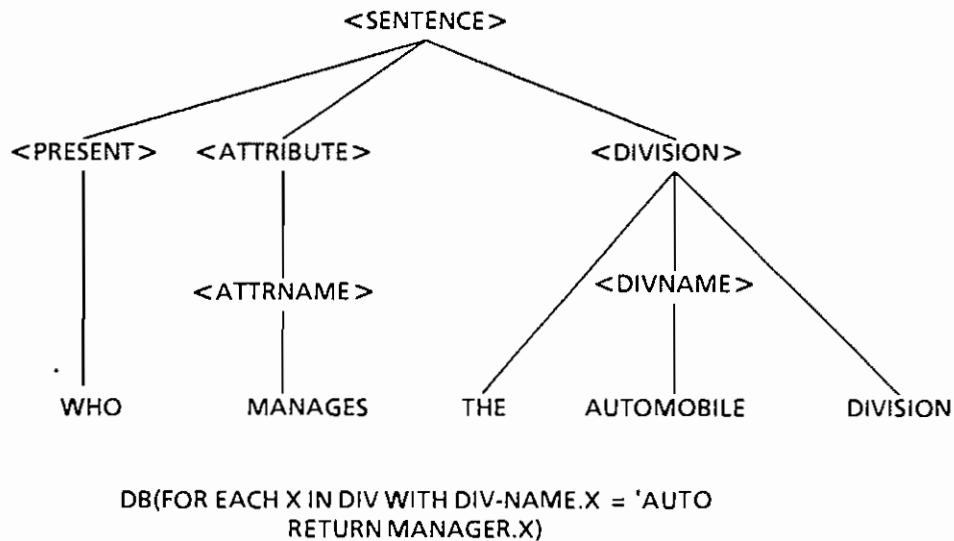 <SENTENCE>
<PRESENT> <ATTRIBUTE> <DIVISION>
<ATTRNAME> <DIVNAME>
WHO MANAGES THE AUTOMOBILE DIVISION
DB(FOR EACH X IN DIV WITH DIV-NAME.X = 'AUTO
RETURN MANAGER.X)